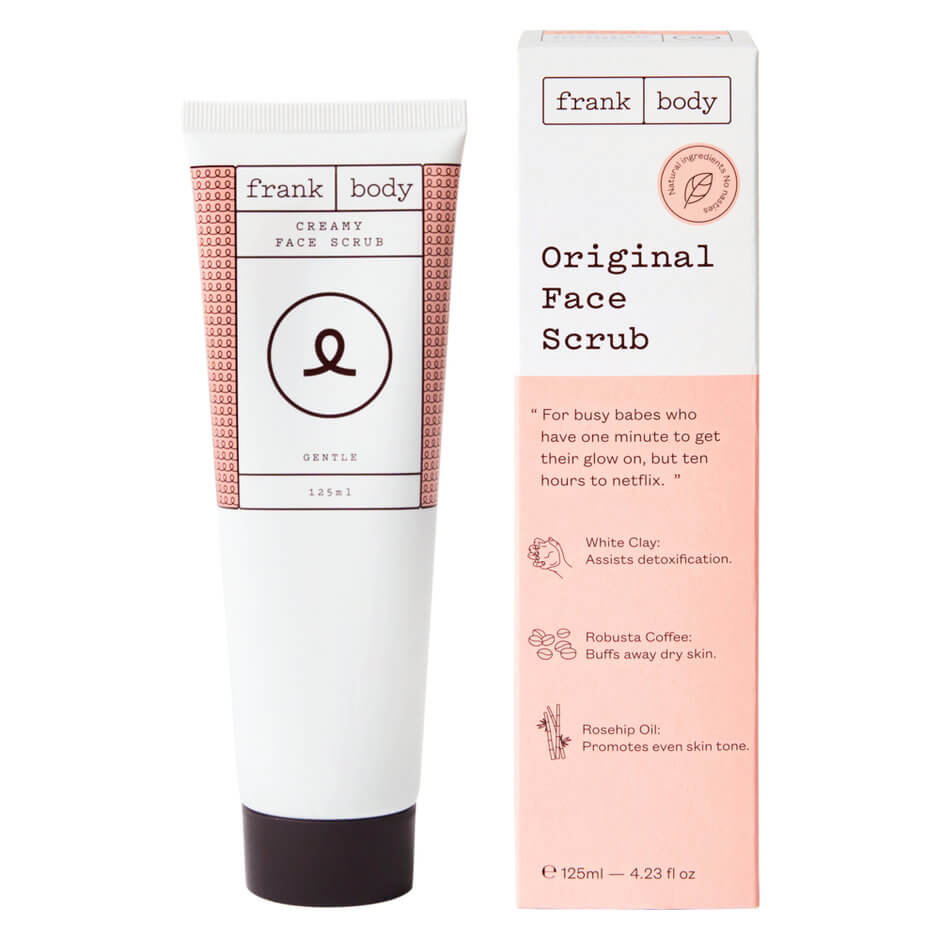 frank body
CREAMY
FACE SCRUB
GENTLE
125ml
frank body
Natural ingredients No nasties
Original
Face
Scrub
“ For busy babes who
have one minute to get
their glow on, but ten
hours to netflix. ”
White Clay:
Assists detoxification.
Robusta Coffee:
Buffs away dry skin.
Rosehip Oil:
Promotes even skin tone.
℮ 125ml — 4.23 fl oz